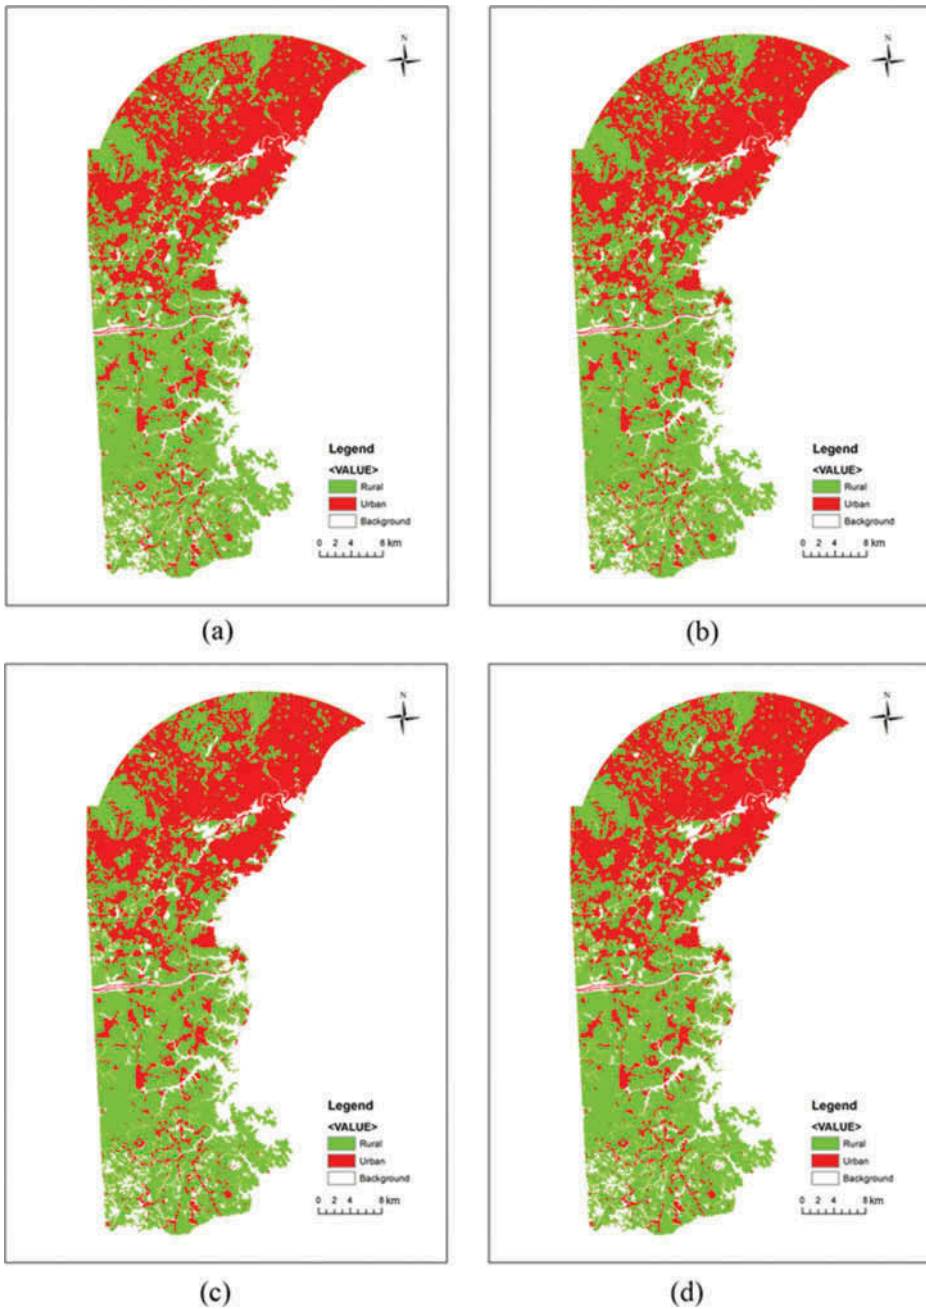 N
Legend
<VALUE>
Rural
Urban
Background
0 2 4 6 km
(a)
N
Legend
<VALUE>
Rural
Urban
Background
0 2 4 8 km
(b)
N
Legend
<VALUE>
Rural
Urban
Background
0 2 4 8 km
(c)
N
Legend
<VALUE>
Rural
Urban
Background
0 2 4 8 km
(d)